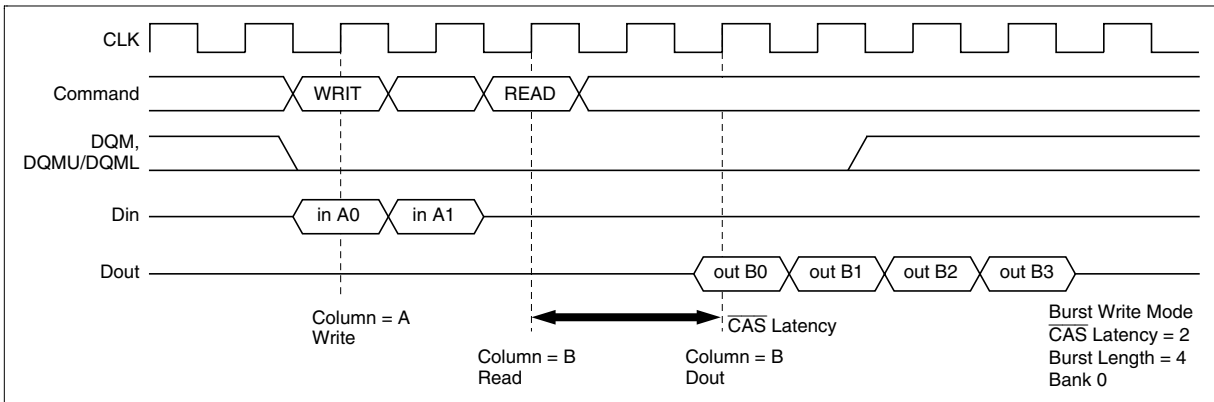 CLK
Command
WRIT
READ
DQM,
DQMU/DQML
Din
in A0
in A1
Dout
out B0
out B1
out B2
out B3
Column = A
Write
CAS Latency
Column = B
Read
Column = B
Dout
Burst Write Mode
CAS Latency = 2
Burst Length = 4
Bank 0